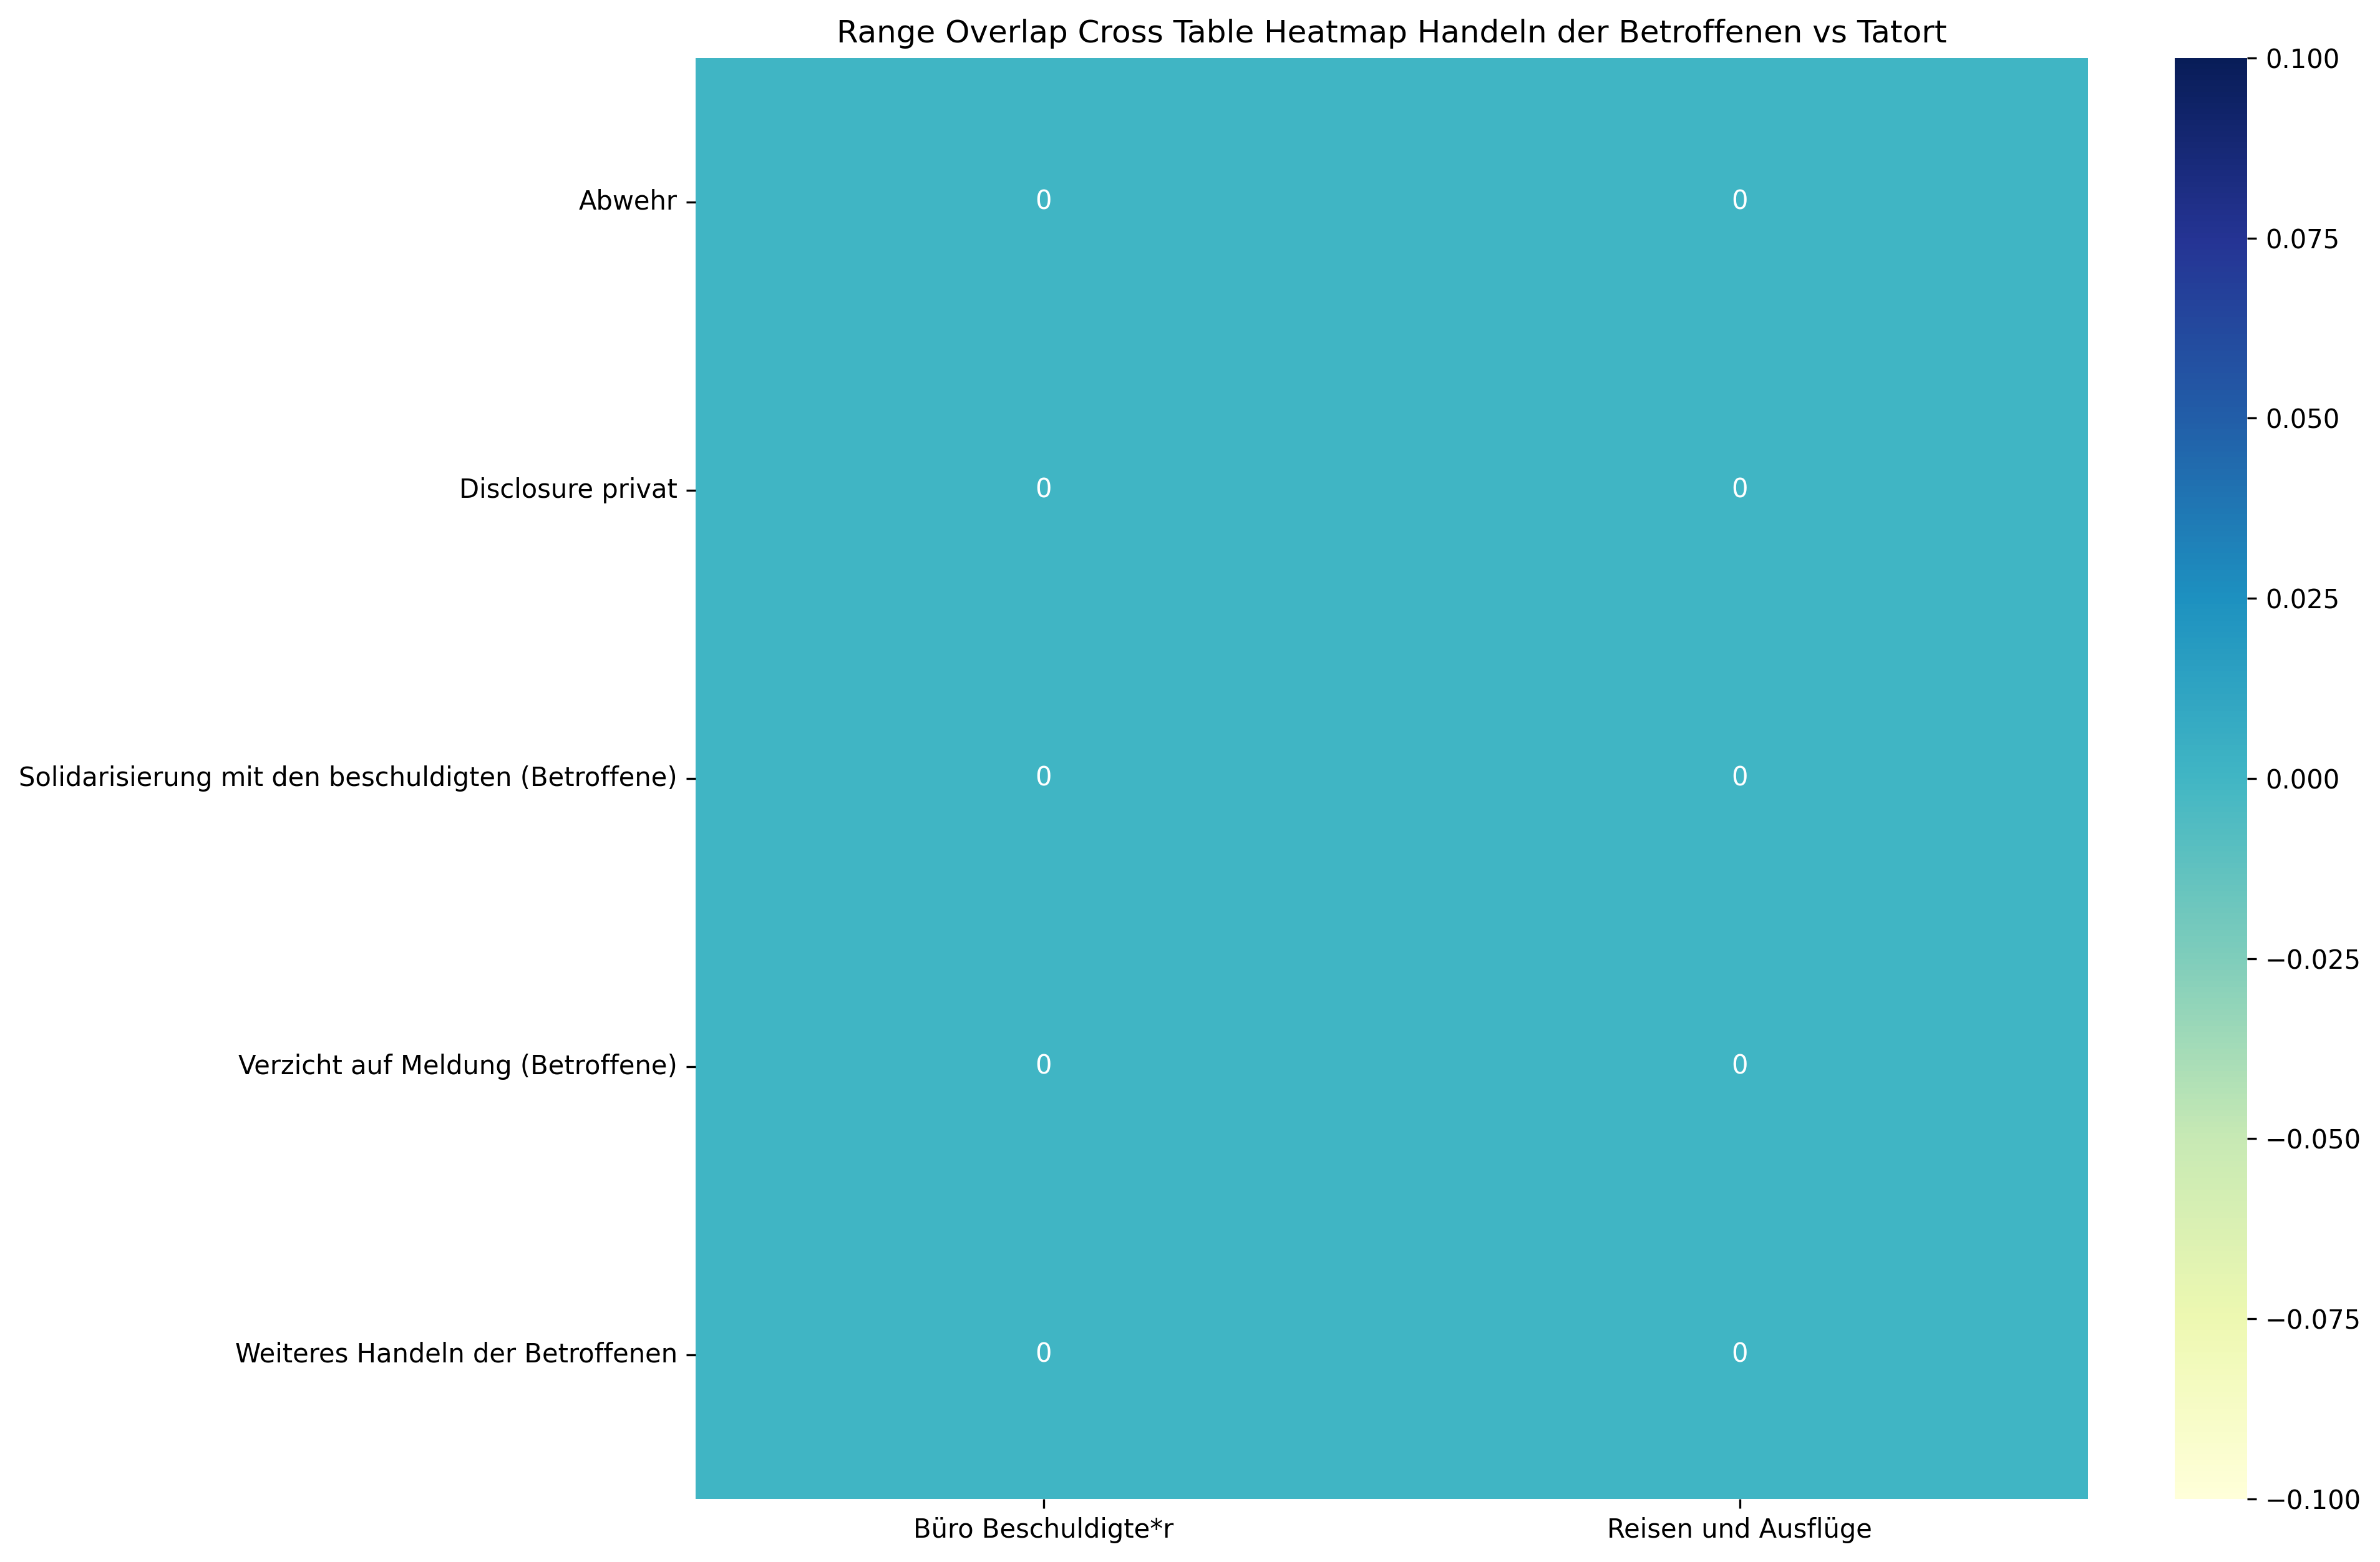 Range Overlap Cross Table Heatmap Handeln der Betroffenen vs Tatort
Abwehr
0
0
Disclosure privat
0
0
Solidarisierung mit den beschuldigten (Betroffene)
0
0
Verzicht auf Meldung (Betroffene)
0
0
Weiteres Handeln der Betroffenen
0
0
Büro Beschuldigte*r
Reisen und Ausflüge
0.100
0.075
0.050
0.025
0.000
−0.025
−0.050
−0.075
−0.100